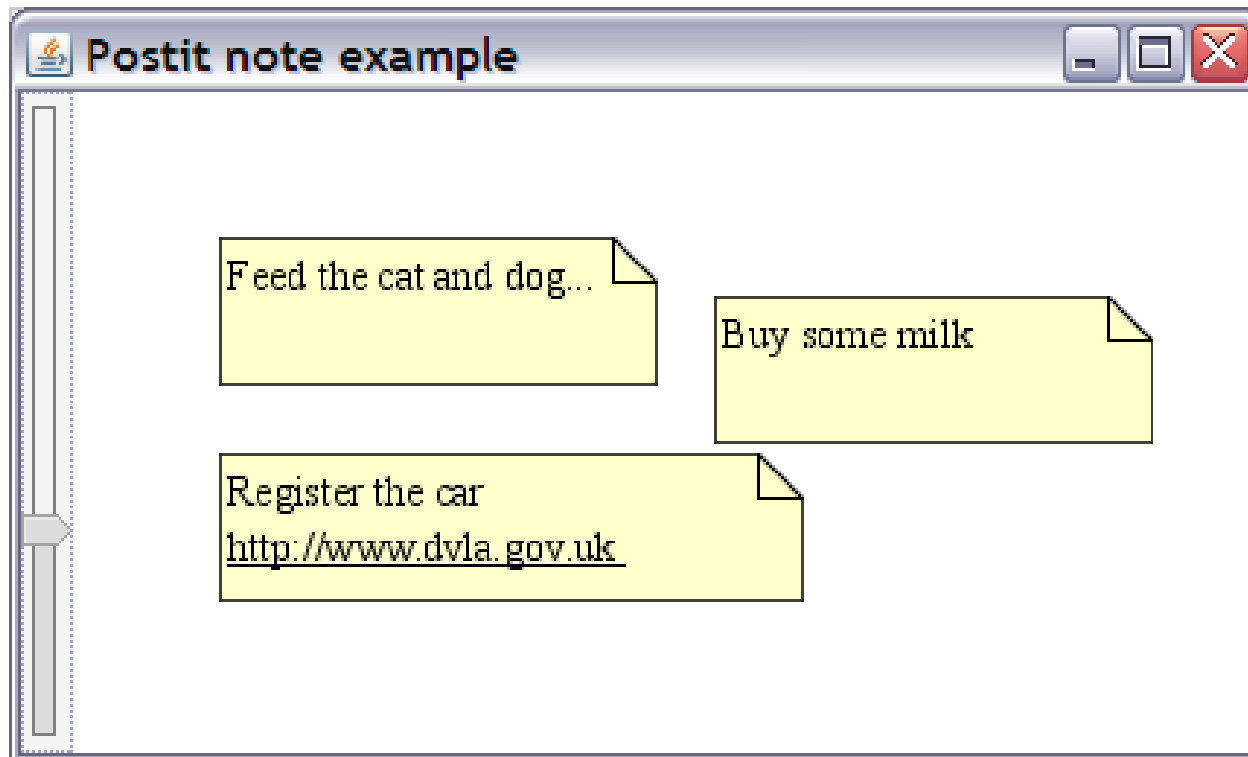 Postit note example
Feed the cat and dog...
Buy some milk
Register the car
http://www.dvla.gov.uk